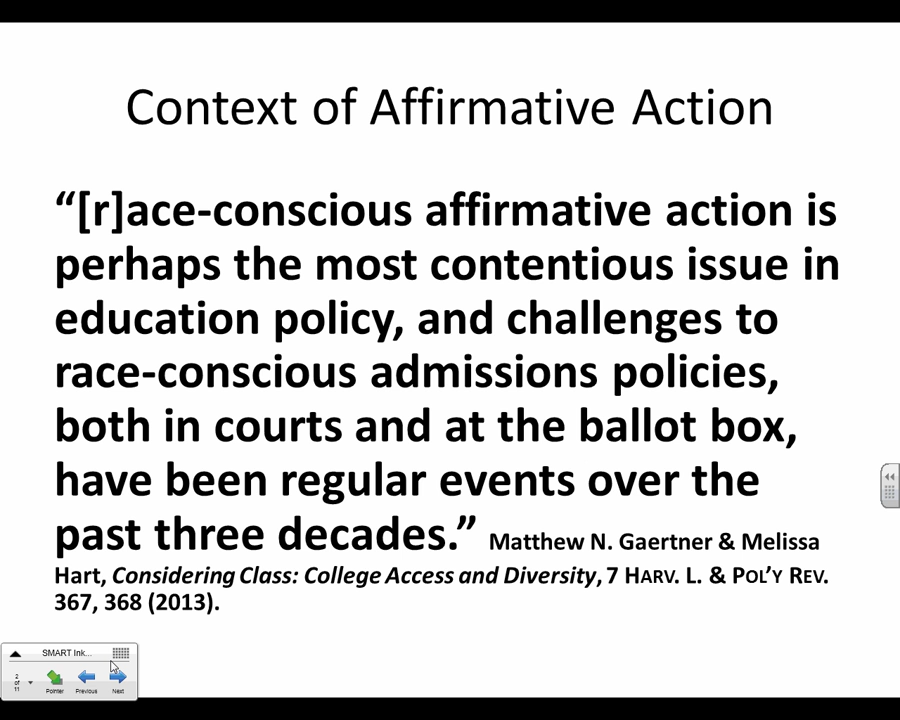 Context of Affirmative Action
“[r]ace-conscious affirmative action is
perhaps the most contentious issue in
education policy, and challenges to
race-conscious admissions policies,
both in courts and at the ballot box,
have been regular events over the
past three decades.” Matthew N. Gaertner & Melissa
Hart, Considering Class: College Access and Diversity, 7 HARV. L. & POL’Y REV.
367, 368 (2013).
SMART Ink...
2
of
11
Pointer Previous Next